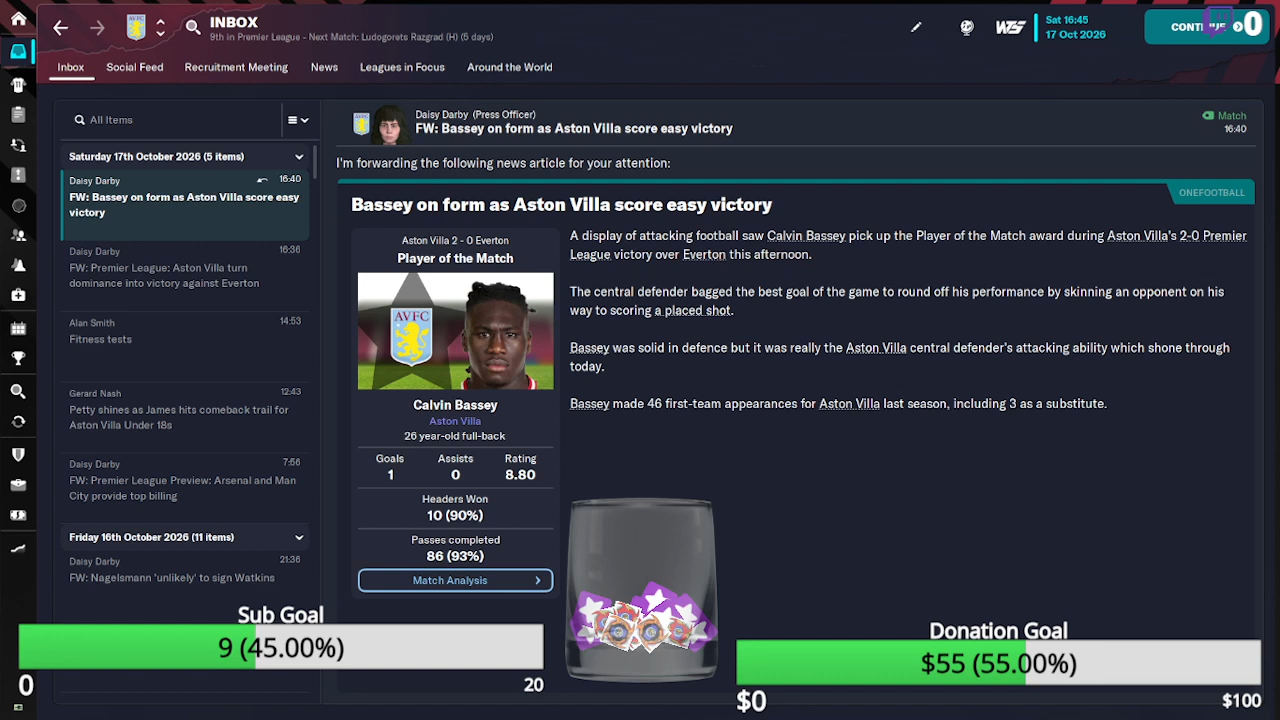 INBOX
9th in Premier League - Next Match: Ludogorets Razgrad (H) (5 days)
Sat 16:45
17 Oct 2026
0
Inbox
Social Feed
Recruitment Meeting
News
Leagues in Focus
Around the World
All Items
Saturday 17th October 2026 (5 items)
Daisy Darby
16:40
FW: Bassey on form as Aston Villa score easy
victory
Daisy Darby
16:36
FW: Premier League: Aston Villa turn
dominance into victory against Everton
Alan Smith
14:53
Fitness tests
Gerard Nash
12:43
Petty shines as James hits comeback trail for
Aston Villa Under 18s
Daisy Darby
7:56
FW: Premier League Preview: Arsenal and Man
City provide top billing
Friday 16th October 2026 (11 items)
Daisy Darby
21:36
FW: Nagelsmann 'unlikely' to sign Watkins
Daisy Darby (Press Officer)
FW: Bassey on form as Aston Villa score easy victory
Match
16:40
I'm forwarding the following news article for your attention:
ONEFOOTBALL
Bassey on form as Aston Villa score easy victory
Aston Villa 2 - 0 Everton
Player of the Match
AVFC
Calvin Bassey
Aston Villa
26 year-old full-back
Goals
Assists
Rating
1
0
8.80
Headers Won
10 (90%)
Passes completed
86 (93%)
Match Analysis
A display of attacking football saw Calvin Bassey pick up the Player of the Match award during Aston Villa's 2-0 Premier
League victory over Everton this afternoon.
The central defender bagged the best goal of the game to round off his performance by skinning an opponent on his
way to scoring a placed shot.
Bassey was solid in defence but it was really the Aston Villa central defender's attacking ability which shone through
today.
Bassey made 46 first-team appearances for Aston Villa last season, including 3 as a substitute.
Sub Goal
9 (45.00%)
0
20
Donation Goal
$55 (55.00%)
$0
$100